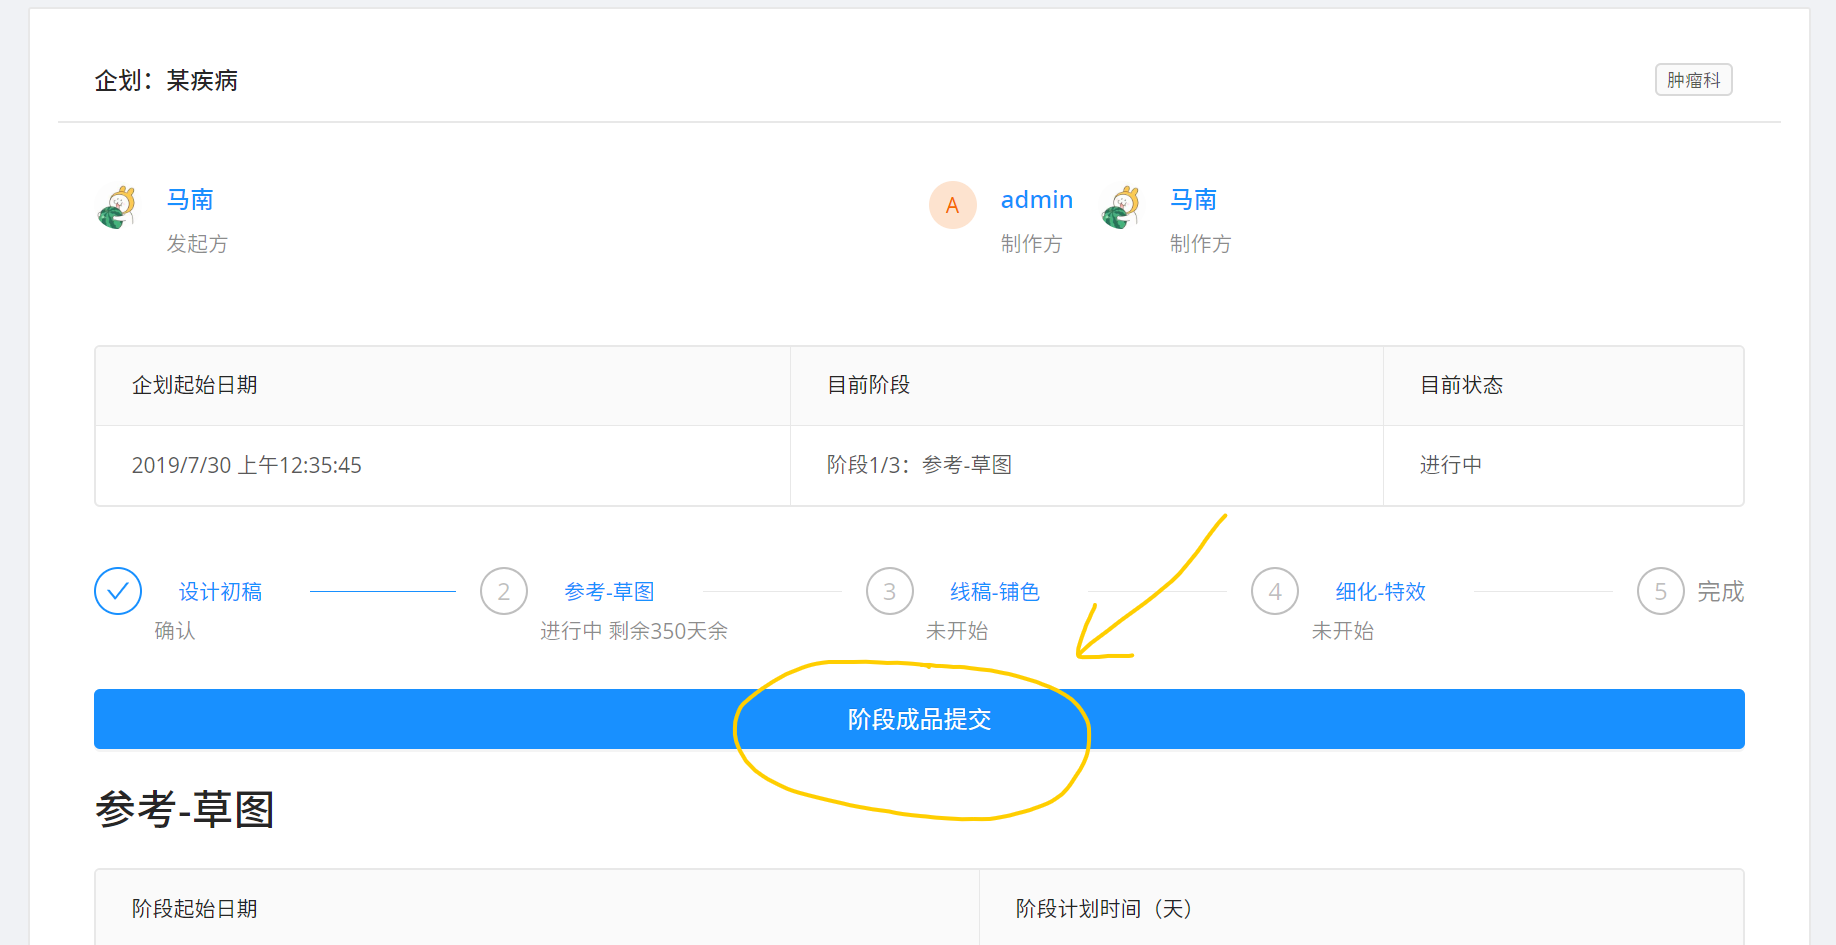 企划：某疾病
肿瘤科
马南
发起方
A
admin
制作方
马南
制作方
企划起始日期
目前阶段
目前状态
2019/7/30 上午12:35:45
阶段1/3：参考-草图
进行中
设计初稿
确认
2
参考-草图
进行中 剩余350天余
3
线稿-铺色
未开始
4
细化-特效
未开始
5
完成
阶段成品提交
参考-草图
阶段起始日期
阶段计划时间（天）